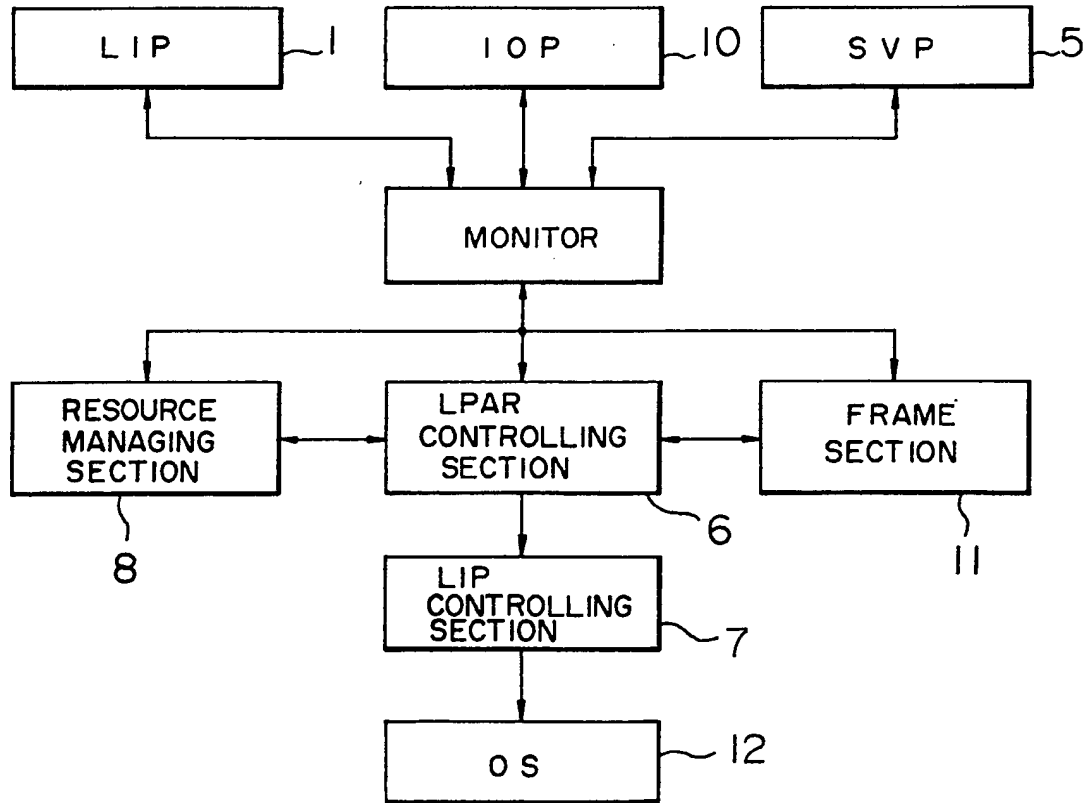 LIP 1
IOP 10
SVP 5
MONITOR
RESOURCE
MANAGING
SECTION
8
LPAR
CONTROLLING
SECTION
6
FRAME
SECTION
11
LIP
CONTROLLING
SECTION
7
OS 12